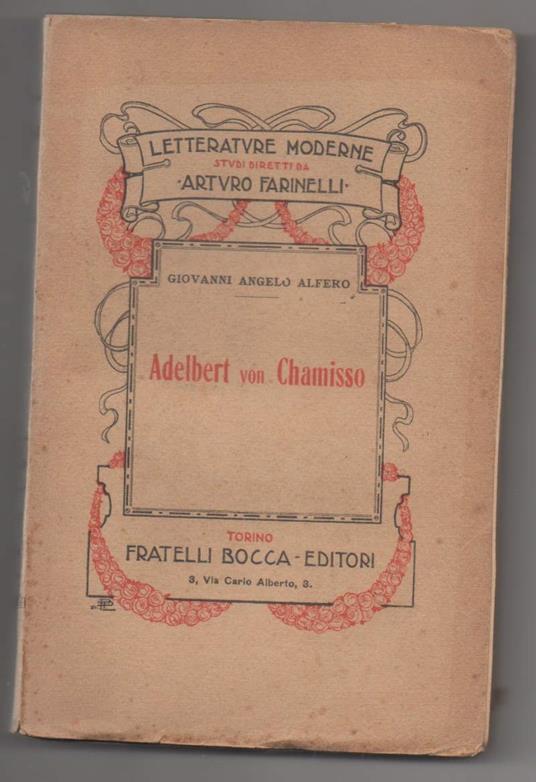 LETTERATVRE MODERNE
STVDI DIRETTI DA
·ARTVRO FARINELLI·
GIOVANNI ANGELO ALFERO
Adelbert von Chamisso
TORINO
FRATELLI BOCCA-EDITORI
3, Via Carlo Alberto, 3.